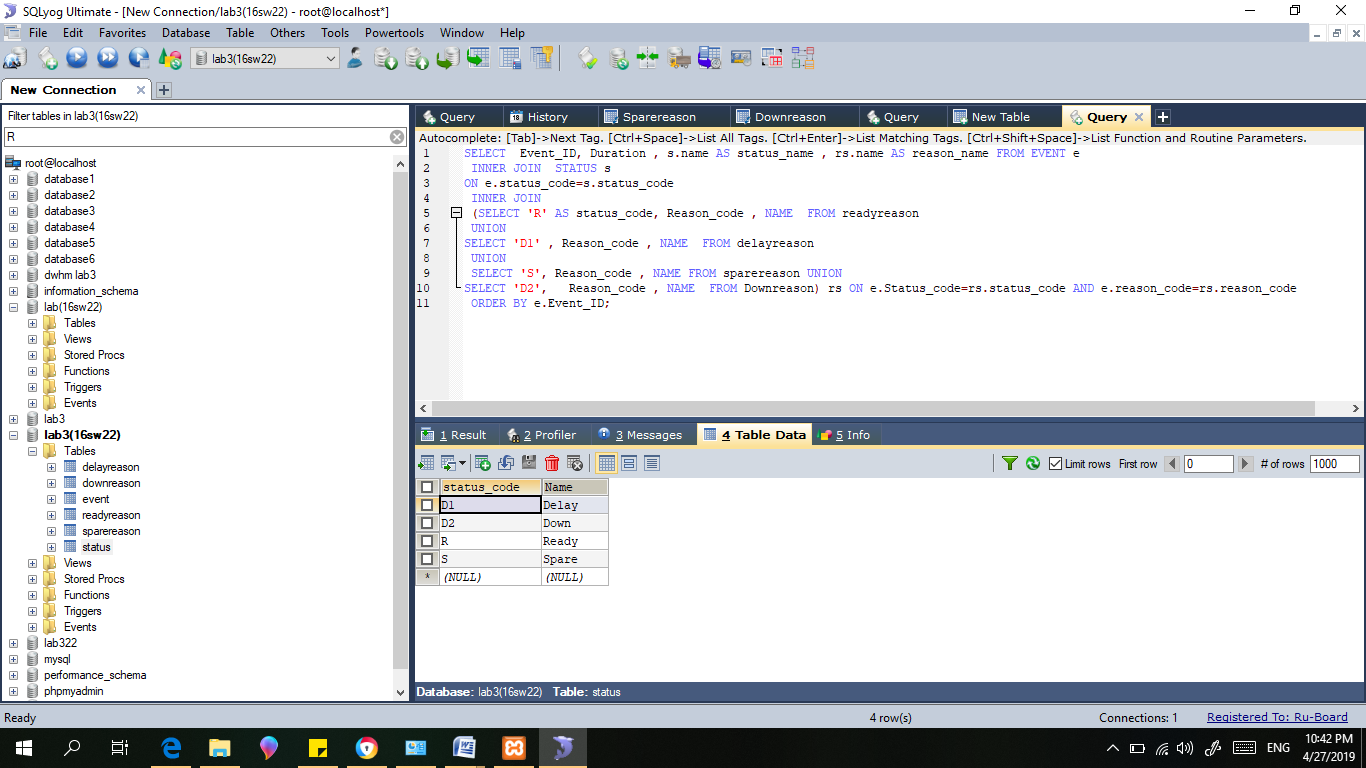 SQLyog Ultimate - [New Connection/lab3(16sw22) - root@localhost*]
File Edit Favorites Database Table Others Tools Powertools Window Help
lab3(16sw22)
New Connection
Filter tables in lab3(16sw22)
R
root@localhost
database1
database2
database3
database4
database5
database6
dwhm lab3
information_schema
lab(16sw22)
Tables
Views
Stored Procs
Functions
Triggers
Events
lab3
lab3(16sw22)
Tables
delayreason
downreason
event
readyreason
sparereason
status
Views
Stored Procs
Functions
Triggers
Events
lab322
mysql
performance_schema
phpmyadmin
Query History Sparereason Downreason Query New Table Query
Autocomplete: [Tab]->Next Tag. [Ctrl+Space]->List All Tags. [Ctrl+Enter]->List Matching Tags. [Ctrl+Shift+Space]->List Function and Routine Parameters.
1 SELECT Event_ID, Duration , s.name AS status_name , rs.name AS reason_name FROM EVENT e
2 INNER JOIN STATUS s
3 ON e.status_code=s.status_code
4 INNER JOIN
5 (SELECT 'R' AS status_code, Reason_code , NAME FROM readyreason
6 UNION
7 SELECT 'D1' , Reason_code , NAME FROM delayreason
8 UNION
9 SELECT 'S', Reason_code , NAME FROM sparereason UNION
10 SELECT 'D2', Reason_code , NAME FROM Downreason) rs ON e.Status_code=rs.status_code AND e.reason_code=rs.reason_code
11 ORDER BY e.Event_ID;
1 Result 2 Profiler 3 Messages 4 Table Data 5 Info
Limit rows First row 0 # of rows 1000
status_code Name
D1 Delay
D2 Down
R Ready
S Spare
* (NULL) (NULL)
Database: lab3(16sw22) Table: status
Ready 4 row(s) Connections: 1 Registered To: Ru-Board
ENG 10:42 PM
4/27/2019